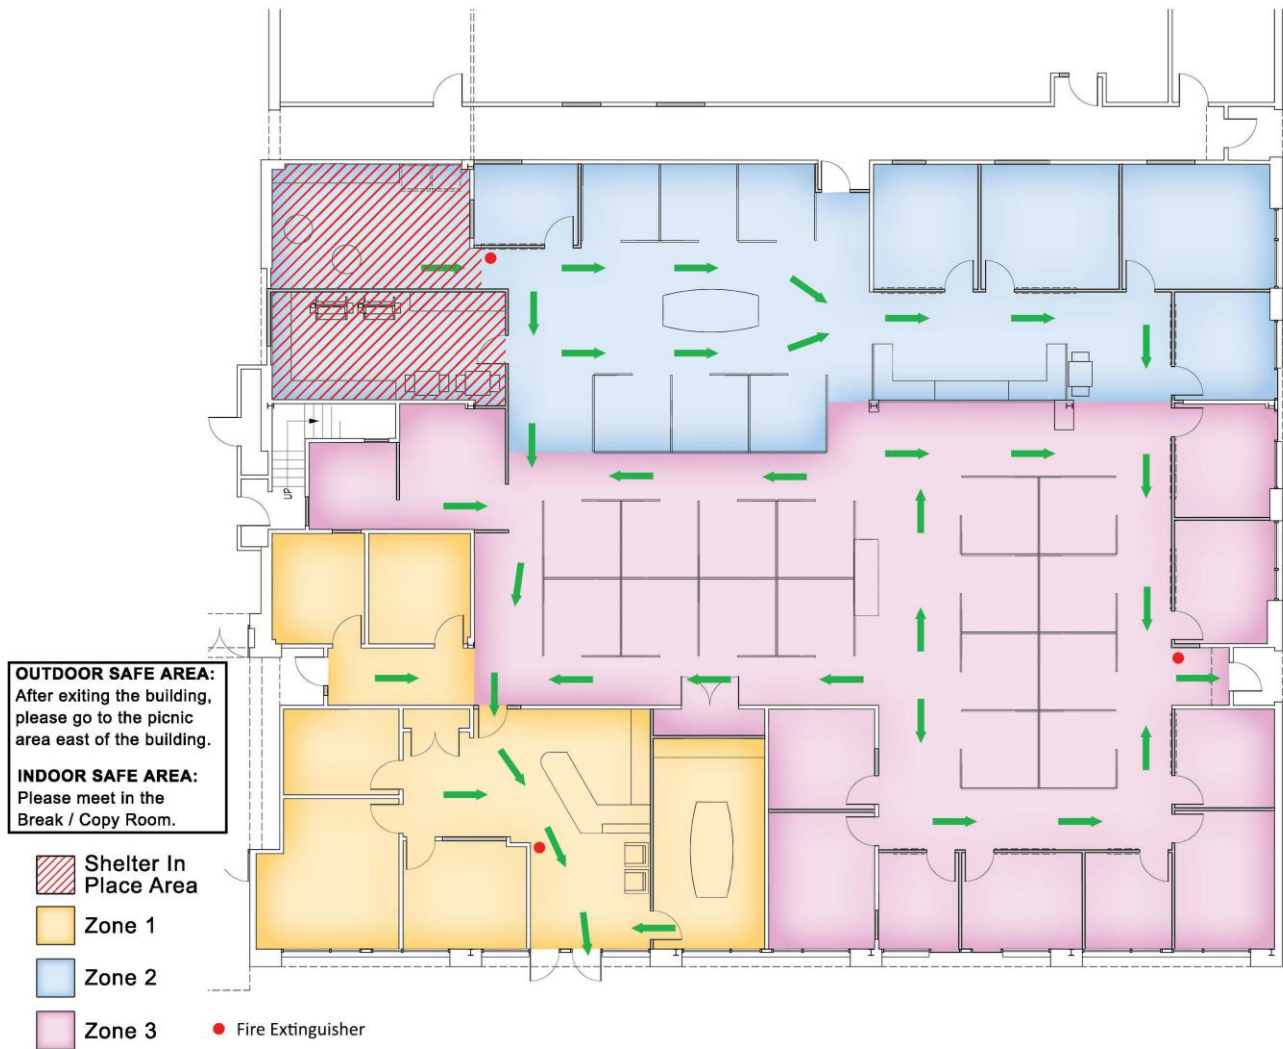 UP
OUTDOOR SAFE AREA:
After exiting the building,
please go to the picnic
area east of the building.
INDOOR SAFE AREA:
Please meet in the
Break / Copy Room.
Shelter In
Place Area
Zone 1
Zone 2
Zone 3
Fire Extinguisher